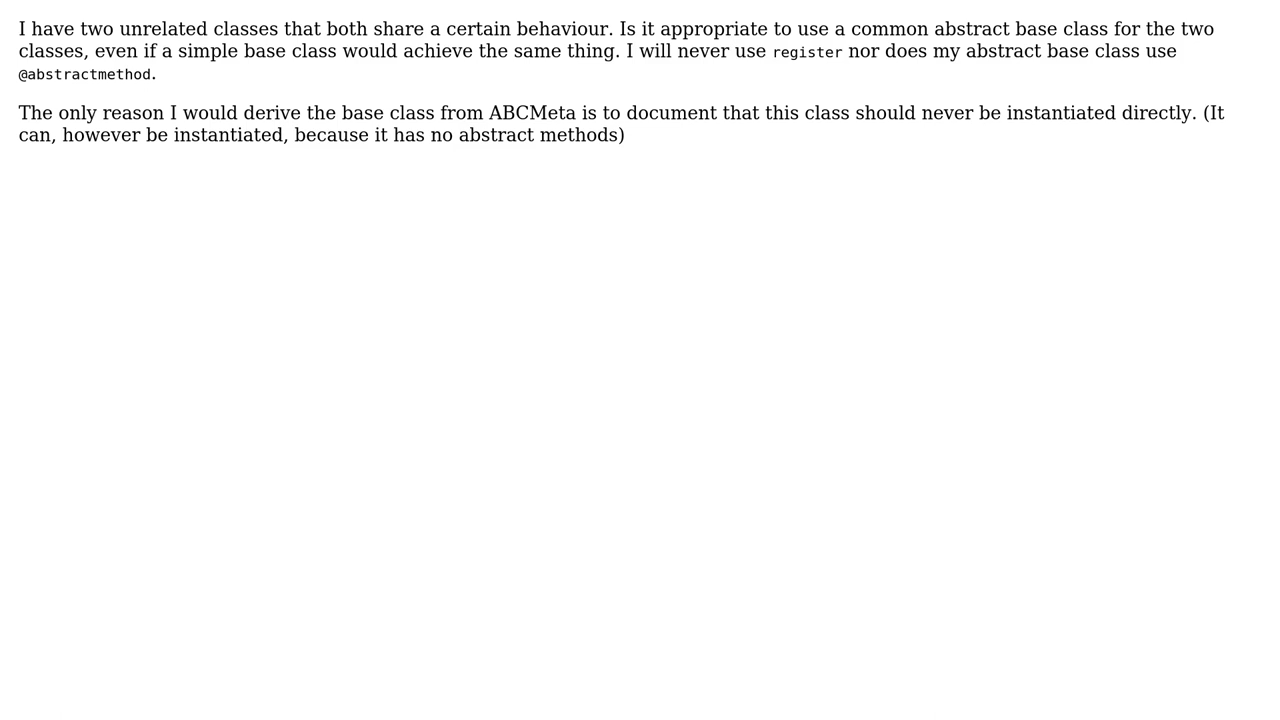 I have two unrelated classes that both share a certain behaviour. Is it appropriate to use a common abstract base class for the two
classes, even if a simple base class would achieve the same thing. I will never use register nor does my abstract base class use
@abstractmethod.
The only reason I would derive the base class from ABCMeta is to document that this class should never be instantiated directly. (It
can, however be instantiated, because it has no abstract methods)